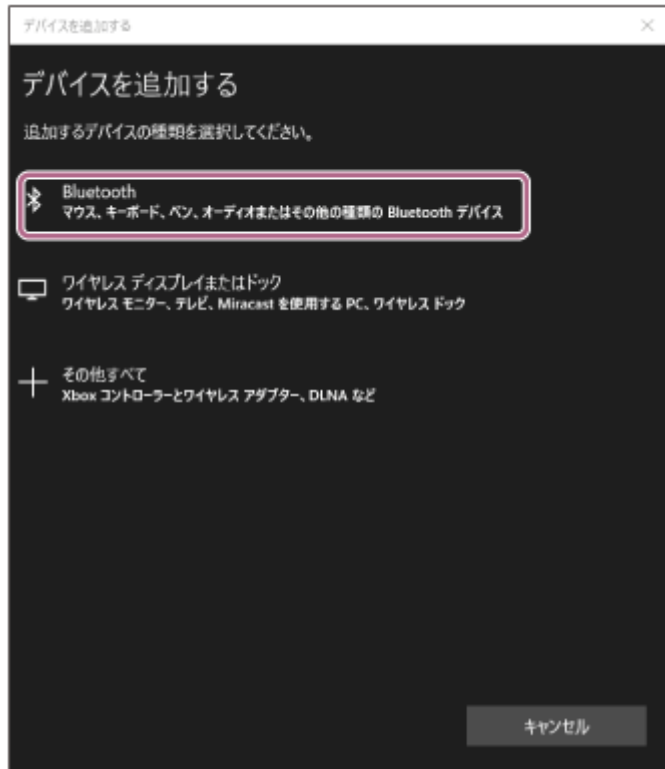 デバイスを追加する
デバイスを追加する
追加するデバイスの種類を選択してください。
Bluetooth
マウス、キーボード、ペン、オーディオまたはその他の種類の Bluetooth デバイス
ワイヤレス ディスプレイまたはドック
ワイヤレス モニター、テレビ、Miracast を使用する PC、ワイヤレス ドック
その他すべて
Xbox コントローラーとワイヤレス アダプター、DLNA など
キャンセル